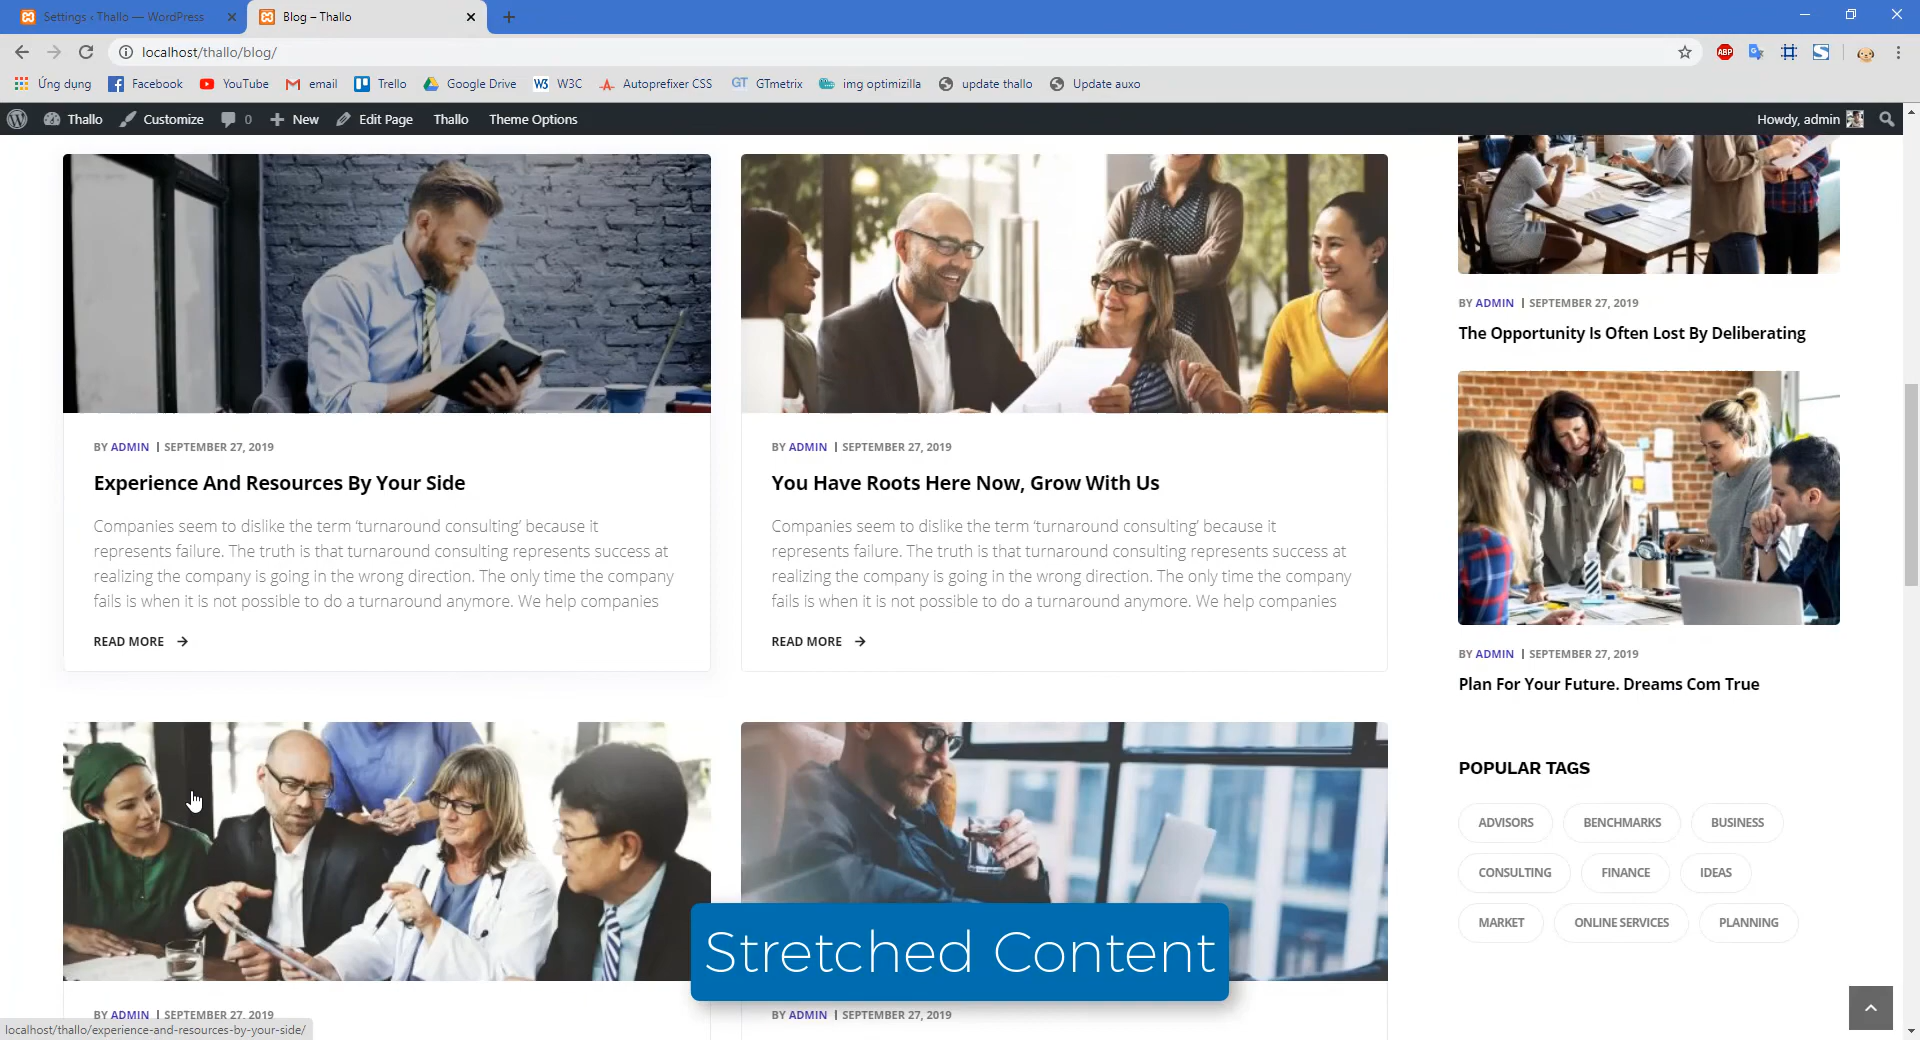 Settings ‹ Thallo — WordPress
Blog – Thallo
localhost/thallo/blog/
ABP
Ứng dụng
Facebook
YouTube
email
Trello
Google Drive
W3C
Autoprefixer CSS
GTmetrix
img optimizilla
update thallo
Update auxo
Thallo
Customize
0
New
Edit Page
Thallo
Theme Options
Howdy, admin
BY ADMIN | SEPTEMBER 27, 2019
Experience And Resources By Your Side
Companies seem to dislike the term ‘turnaround consulting’ because it
represents failure. The truth is that turnaround consulting represents success at
realizing the company is going in the wrong direction. The only time the company
fails is when it is not possible to do a turnaround anymore. We help companies
READ MORE →
BY ADMIN | SEPTEMBER 27, 2019
You Have Roots Here Now, Grow With Us
Companies seem to dislike the term ‘turnaround consulting’ because it
represents failure. The truth is that turnaround consulting represents success at
realizing the company is going in the wrong direction. The only time the company
fails is when it is not possible to do a turnaround anymore. We help companies
READ MORE →
BY ADMIN | SEPTEMBER 27, 2019
BY ADMIN | SEPTEMBER 27, 2019
Stretched Content
BY ADMIN | SEPTEMBER 27, 2019
The Opportunity Is Often Lost By Deliberating
BY ADMIN | SEPTEMBER 27, 2019
Plan For Your Future. Dreams Com True
POPULAR TAGS
ADVISORS
BENCHMARKS
BUSINESS
CONSULTING
FINANCE
IDEAS
MARKET
ONLINE SERVICES
PLANNING
localhost/thallo/experience-and-resources-by-your-side/